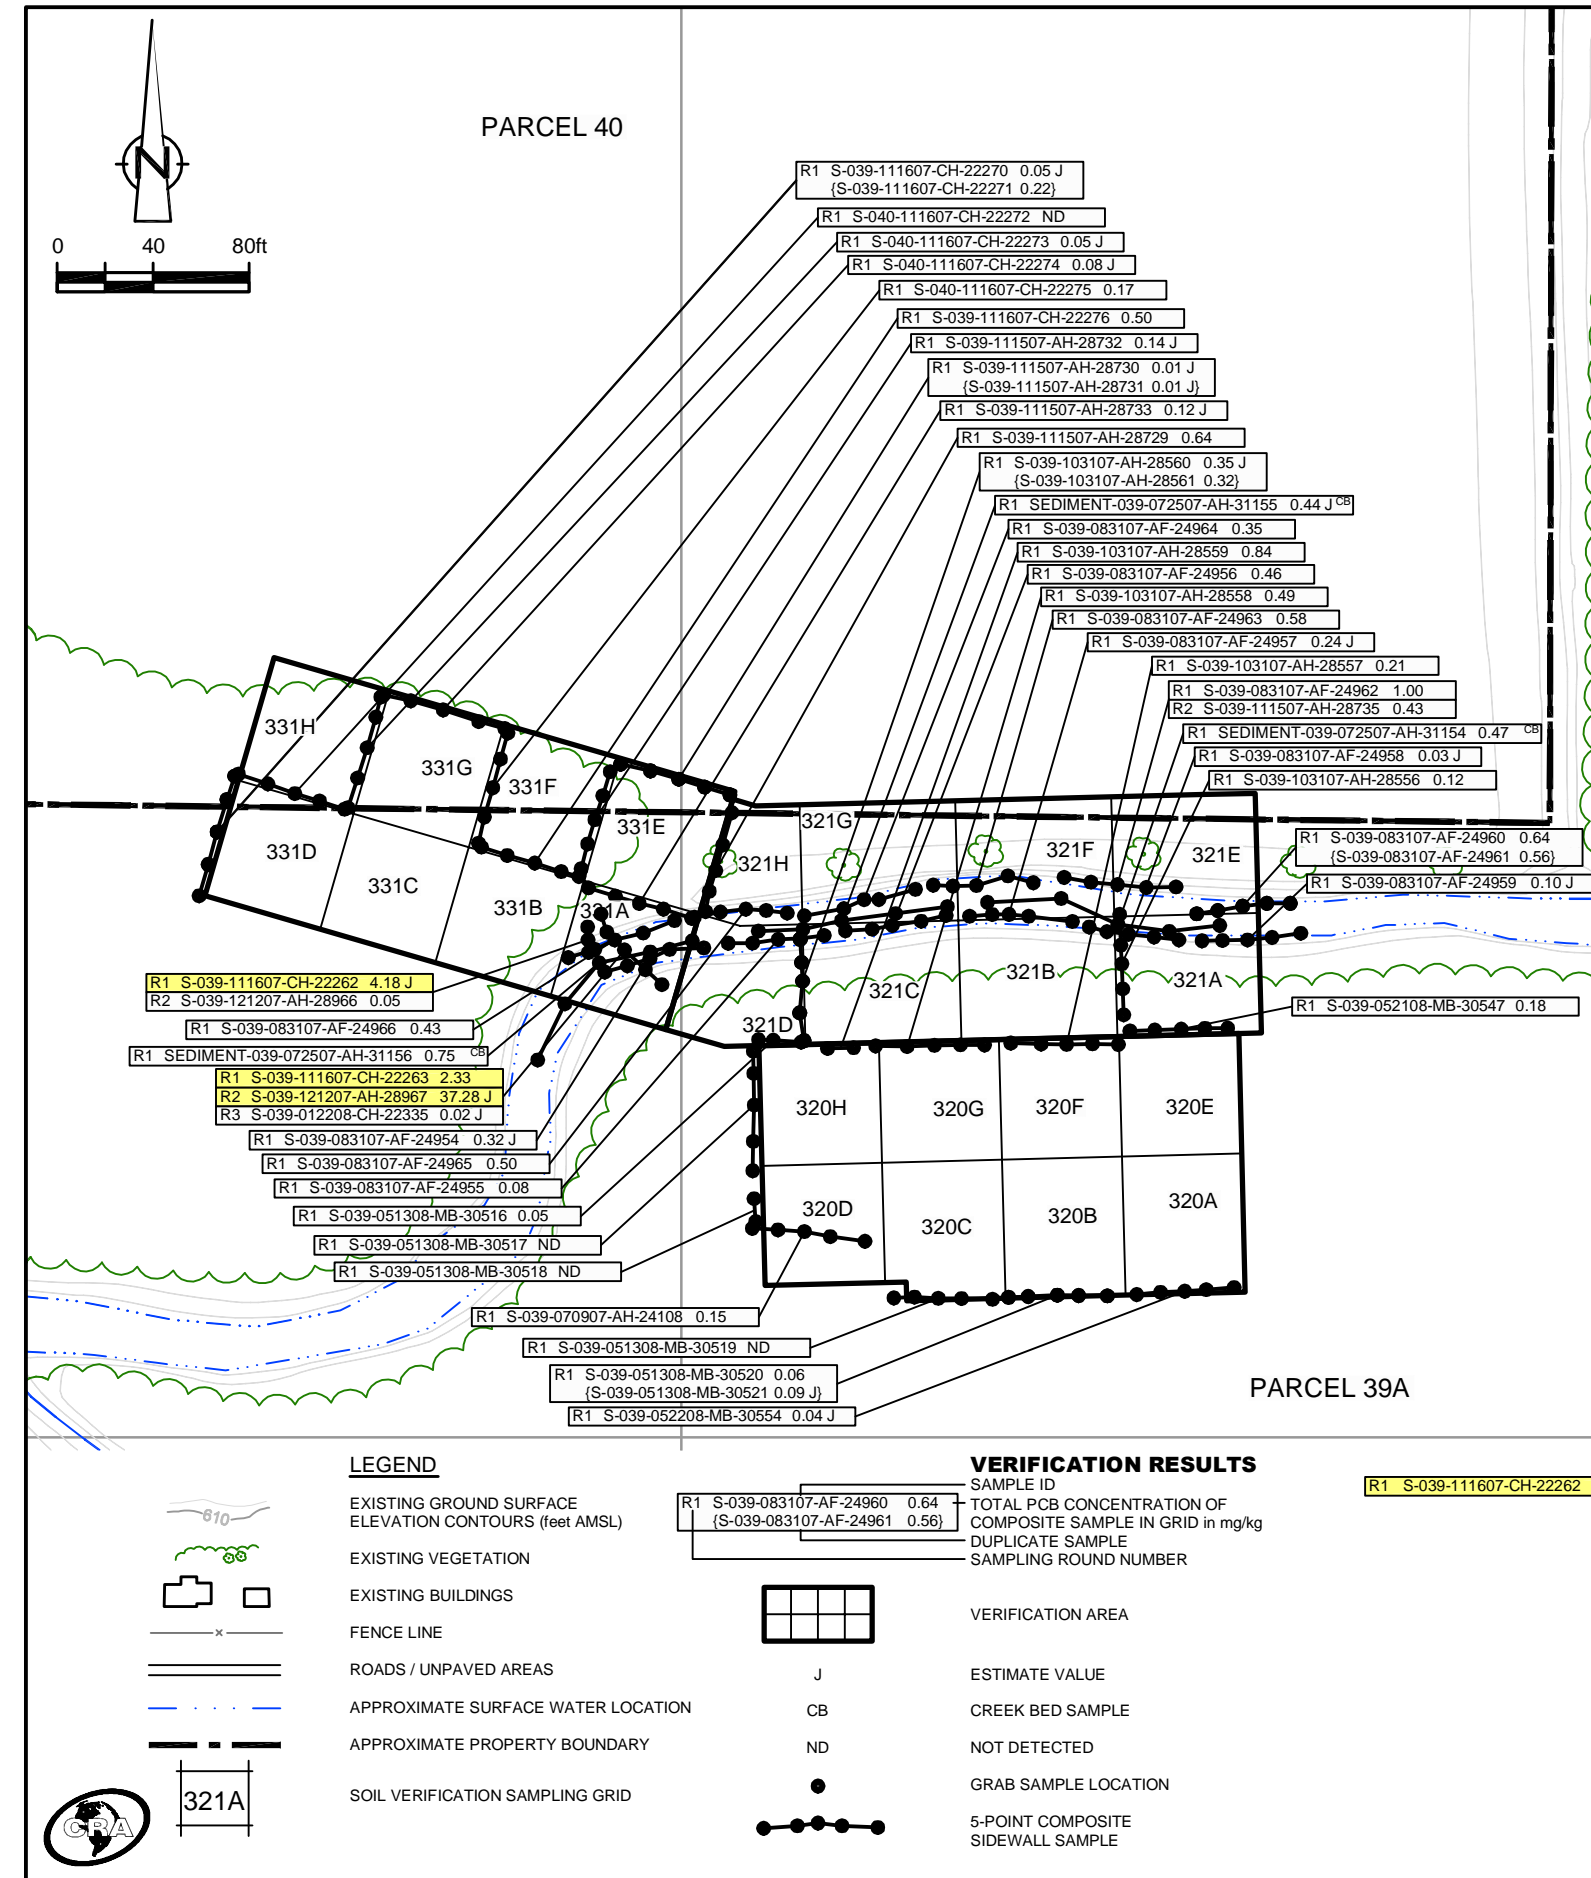 PARCEL 40
N
0 40 80ft
R1 S-039-111607-CH-22270 0.05 J
{S-039-111607-CH-22271 0.22}
R1 S-040-111607-CH-22272 ND
R1 S-040-111607-CH-22273 0.05 J
R1 S-040-111607-CH-22274 0.08 J
R1 S-040-111607-CH-22275 0.17
R1 S-039-111607-CH-22276 0.50
R1 S-039-111507-AH-28732 0.14 J
R1 S-039-111507-AH-28730 0.01 J
{S-039-111507-AH-28731 0.01 J}
R1 S-039-111507-AH-28733 0.12 J
R1 S-039-111507-AH-28729 0.64
R1 S-039-103107-AH-28560 0.35 J
{S-039-103107-AH-28561 0.32}
R1 SEDIMENT-039-072507-AH-31155 0.44 J CB
R1 S-039-083107-AF-24964 0.35
R1 S-039-103107-AH-28559 0.84
R1 S-039-083107-AF-24956 0.46
R1 S-039-103107-AH-28558 0.49
R1 S-039-083107-AF-24963 0.58
R1 S-039-083107-AF-24957 0.24 J
R1 S-039-103107-AH-28557 0.21
R1 S-039-083107-AF-24962 1.00
R2 S-039-111507-AH-28735 0.43
R1 SEDIMENT-039-072507-AH-31154 0.47 CB
R1 S-039-083107-AF-24958 0.03 J
R1 S-039-103107-AH-28556 0.12
R1 S-039-083107-AF-24960 0.64
{S-039-083107-AF-24961 0.56}
R1 S-039-083107-AF-24959 0.10 J
331H
331G
331F
331E
331D
331C
331B
331A
321H
321G
321F
321E
321D
321C
321B
321A
R1 S-039-052108-MB-30547 0.18
R1 S-039-111607-CH-22262 4.18 J
R2 S-039-121207-AH-28966 0.05
R1 S-039-083107-AF-24966 0.43
R1 SEDIMENT-039-072507-AH-31156 0.75 CB
R1 S-039-111607-CH-22263 2.33
R2 S-039-121207-AH-28967 37.28 J
R3 S-039-012208-CH-22335 0.02 J
R1 S-039-083107-AF-24954 0.32 J
R1 S-039-083107-AF-24965 0.50
R1 S-039-083107-AF-24955 0.08
R1 S-039-051308-MB-30516 0.05
R1 S-039-051308-MB-30517 ND
R1 S-039-051308-MB-30518 ND
320H
320G
320F
320E
320D
320C
320B
320A
R1 S-039-070907-AH-24108 0.15
R1 S-039-051308-MB-30519 ND
R1 S-039-051308-MB-30520 0.06
{S-039-051308-MB-30521 0.09 J}
R1 S-039-052208-MB-30554 0.04 J
PARCEL 39A
LEGEND
610
EXISTING GROUND SURFACE
ELEVATION CONTOURS (feet AMSL)
EXISTING VEGETATION
EXISTING BUILDINGS
x
FENCE LINE
ROADS / UNPAVED AREAS
APPROXIMATE SURFACE WATER LOCATION
APPROXIMATE PROPERTY BOUNDARY
321A
SOIL VERIFICATION SAMPLING GRID
CRA
VERIFICATION RESULTS
R1 S-039-083107-AF-24960 0.64
{S-039-083107-AF-24961 0.56}
SAMPLE ID
TOTAL PCB CONCENTRATION OF
COMPOSITE SAMPLE IN GRID in mg/kg
DUPLICATE SAMPLE
SAMPLING ROUND NUMBER
R1 S-039-111607-CH-22262
VERIFICATION AREA
J ESTIMATE VALUE
CB CREEK BED SAMPLE
ND NOT DETECTED
GRAB SAMPLE LOCATION
5-POINT COMPOSITE
SIDEWALL SAMPLE